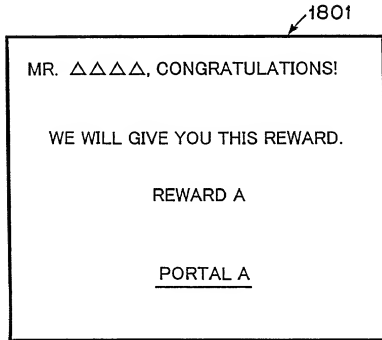 1801
MR. △△△△, CONGRATULATIONS!
WE WILL GIVE YOU THIS REWARD.
REWARD A
PORTAL A